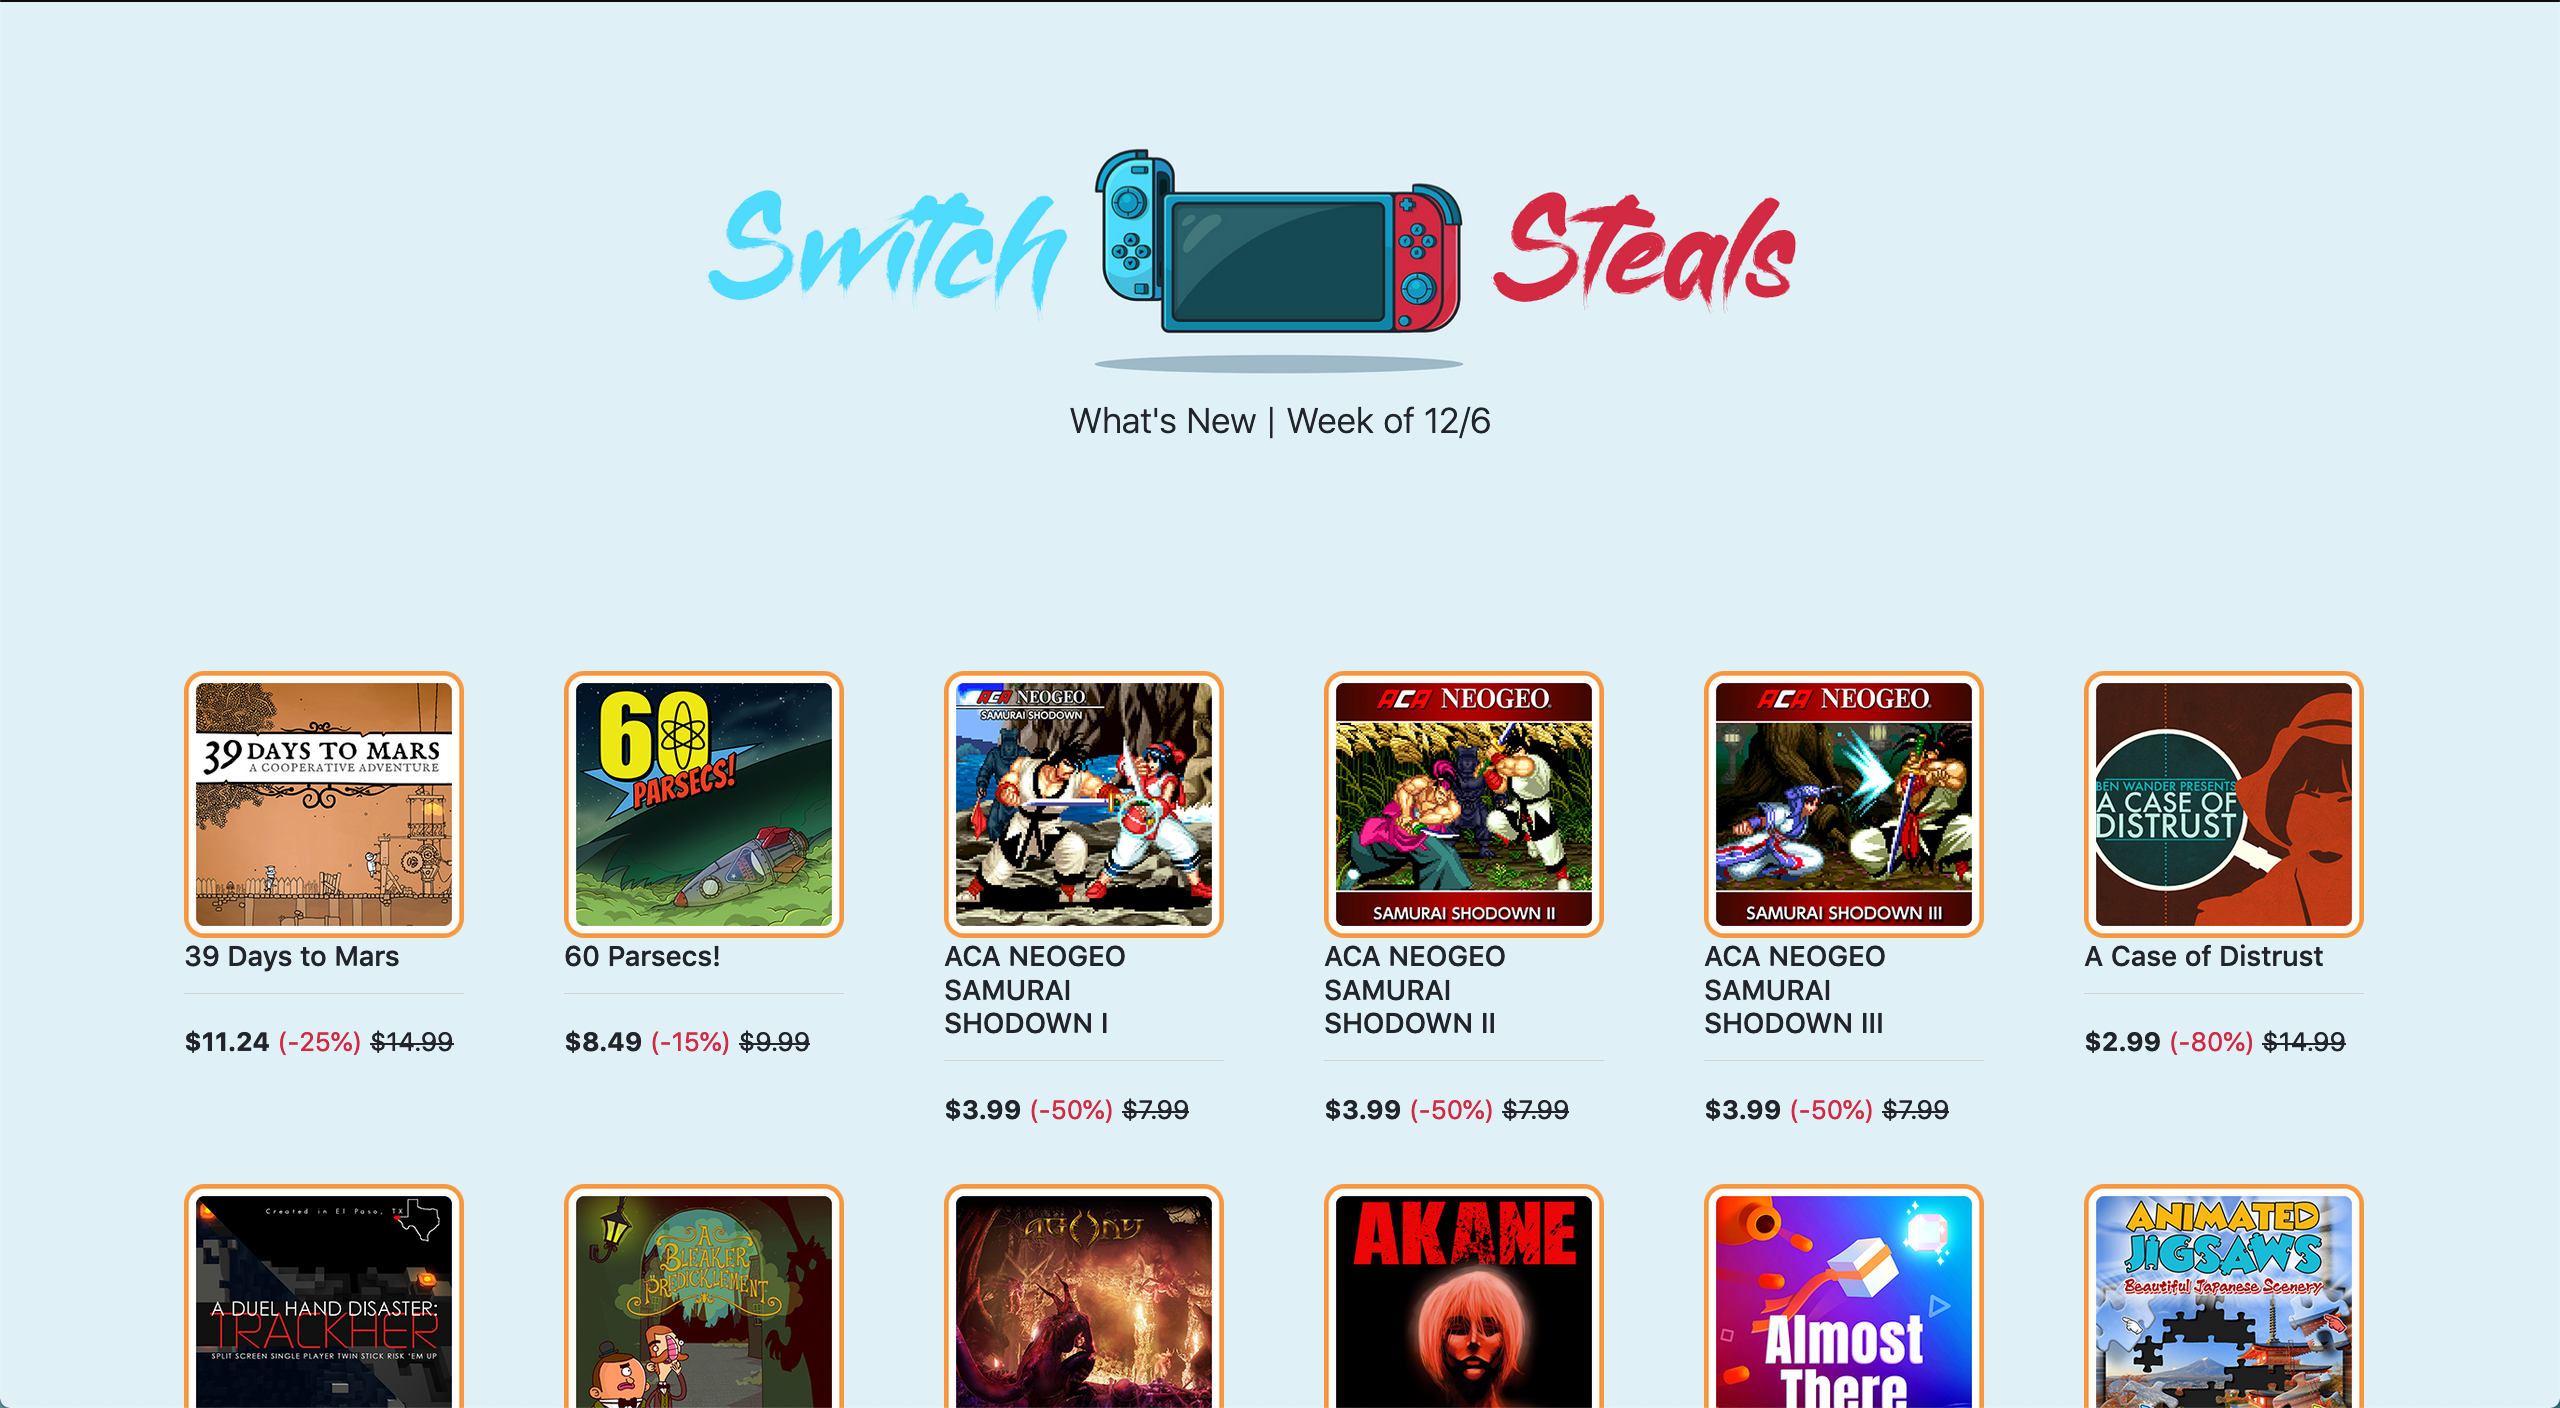 Switch Steals
What's New | Week of 12/6
39 DAYS TO MARS
A COOPERATIVE ADVENTURE
60
PARSECS!
ACA NEOGEO
SAMURAI SHODOWN
ACA NEOGEO
SAMURAI SHODOWN II
ACA NEOGEO
SAMURAI SHODOWN III
BEN WANDER PRESENTS
A CASE OF
DISTRUST
39 Days to Mars
60 Parsecs!
ACA NEOGEO
SAMURAI
SHODOWN I
ACA NEOGEO
SAMURAI
SHODOWN II
ACA NEOGEO
SAMURAI
SHODOWN III
A Case of Distrust
$11.24 (-25%) $14.99
$8.49 (-15%) $9.99
$3.99 (-50%) $7.99
$3.99 (-50%) $7.99
$3.99 (-50%) $7.99
$2.99 (-80%) $14.99
Created in El Paso, TX
A DUEL HAND DISASTER:
TRACKHER
SPLIT SCREEN SINGLE PLAYER TWIN STICK RISK 'EM UP
A
BLEAKER
PREDICKLEMENT
AGONY
AKANE
Almost
There
ANIMATED
JIGSAWS
Beautiful Japanese Scenery